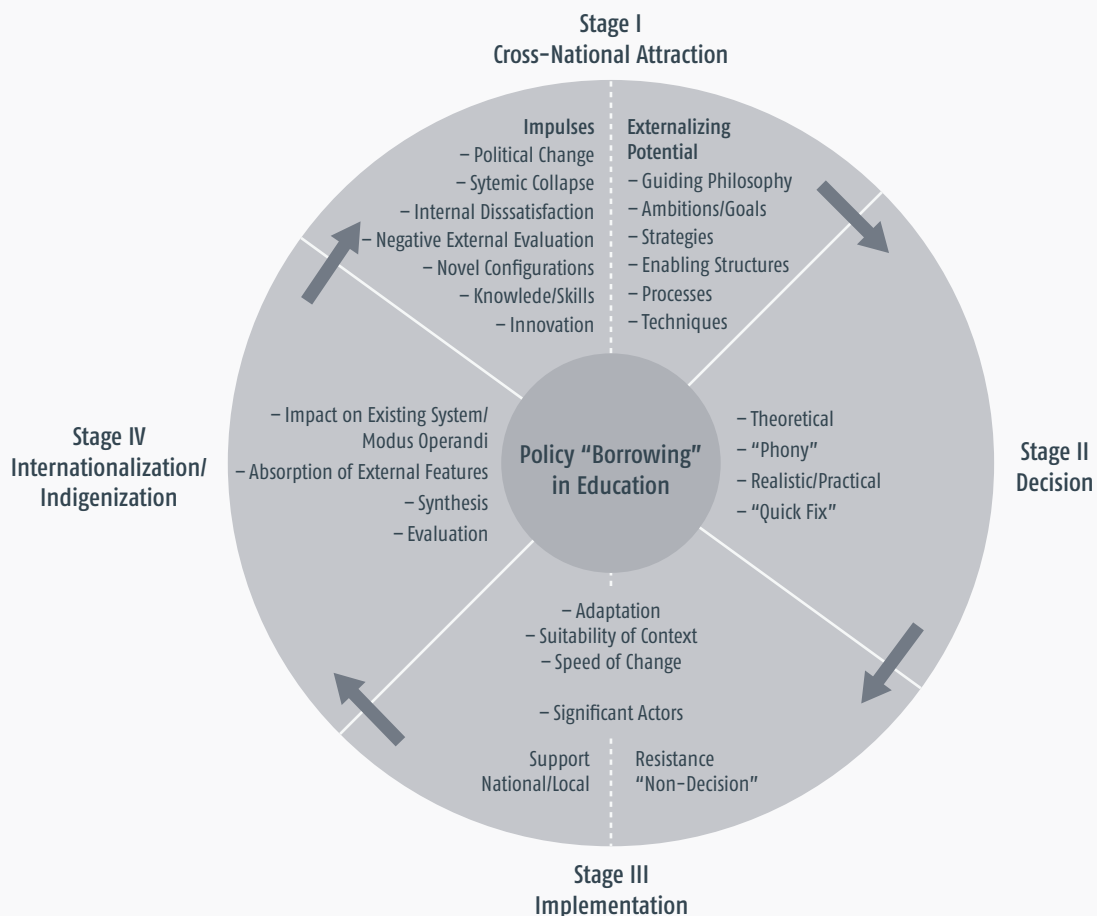 Stage I
Cross-National Attraction
Impulses
– Political Change
– Sytemic Collapse
– Internal Disssatisfaction
– Negative External Evaluation
– Novel Configurations
– Knowlede/Skills
– Innovation
Externalizing
Potential
– Guiding Philosophy
– Ambitions/Goals
– Strategies
– Enabling Structures
– Processes
– Techniques
Policy “Borrowing”
in Education
– Theoretical
– “Phony”
– Realistic/Practical
– “Quick Fix”
Stage II
Decision
– Adaptation
– Suitability of Context
– Speed of Change
– Significant Actors
Support
National/Local
Resistance
“Non-Decision”
Stage III
Implementation
– Impact on Existing System/
Modus Operandi
– Absorption of External Features
– Synthesis
– Evaluation
Stage IV
Internationalization/
Indigenization